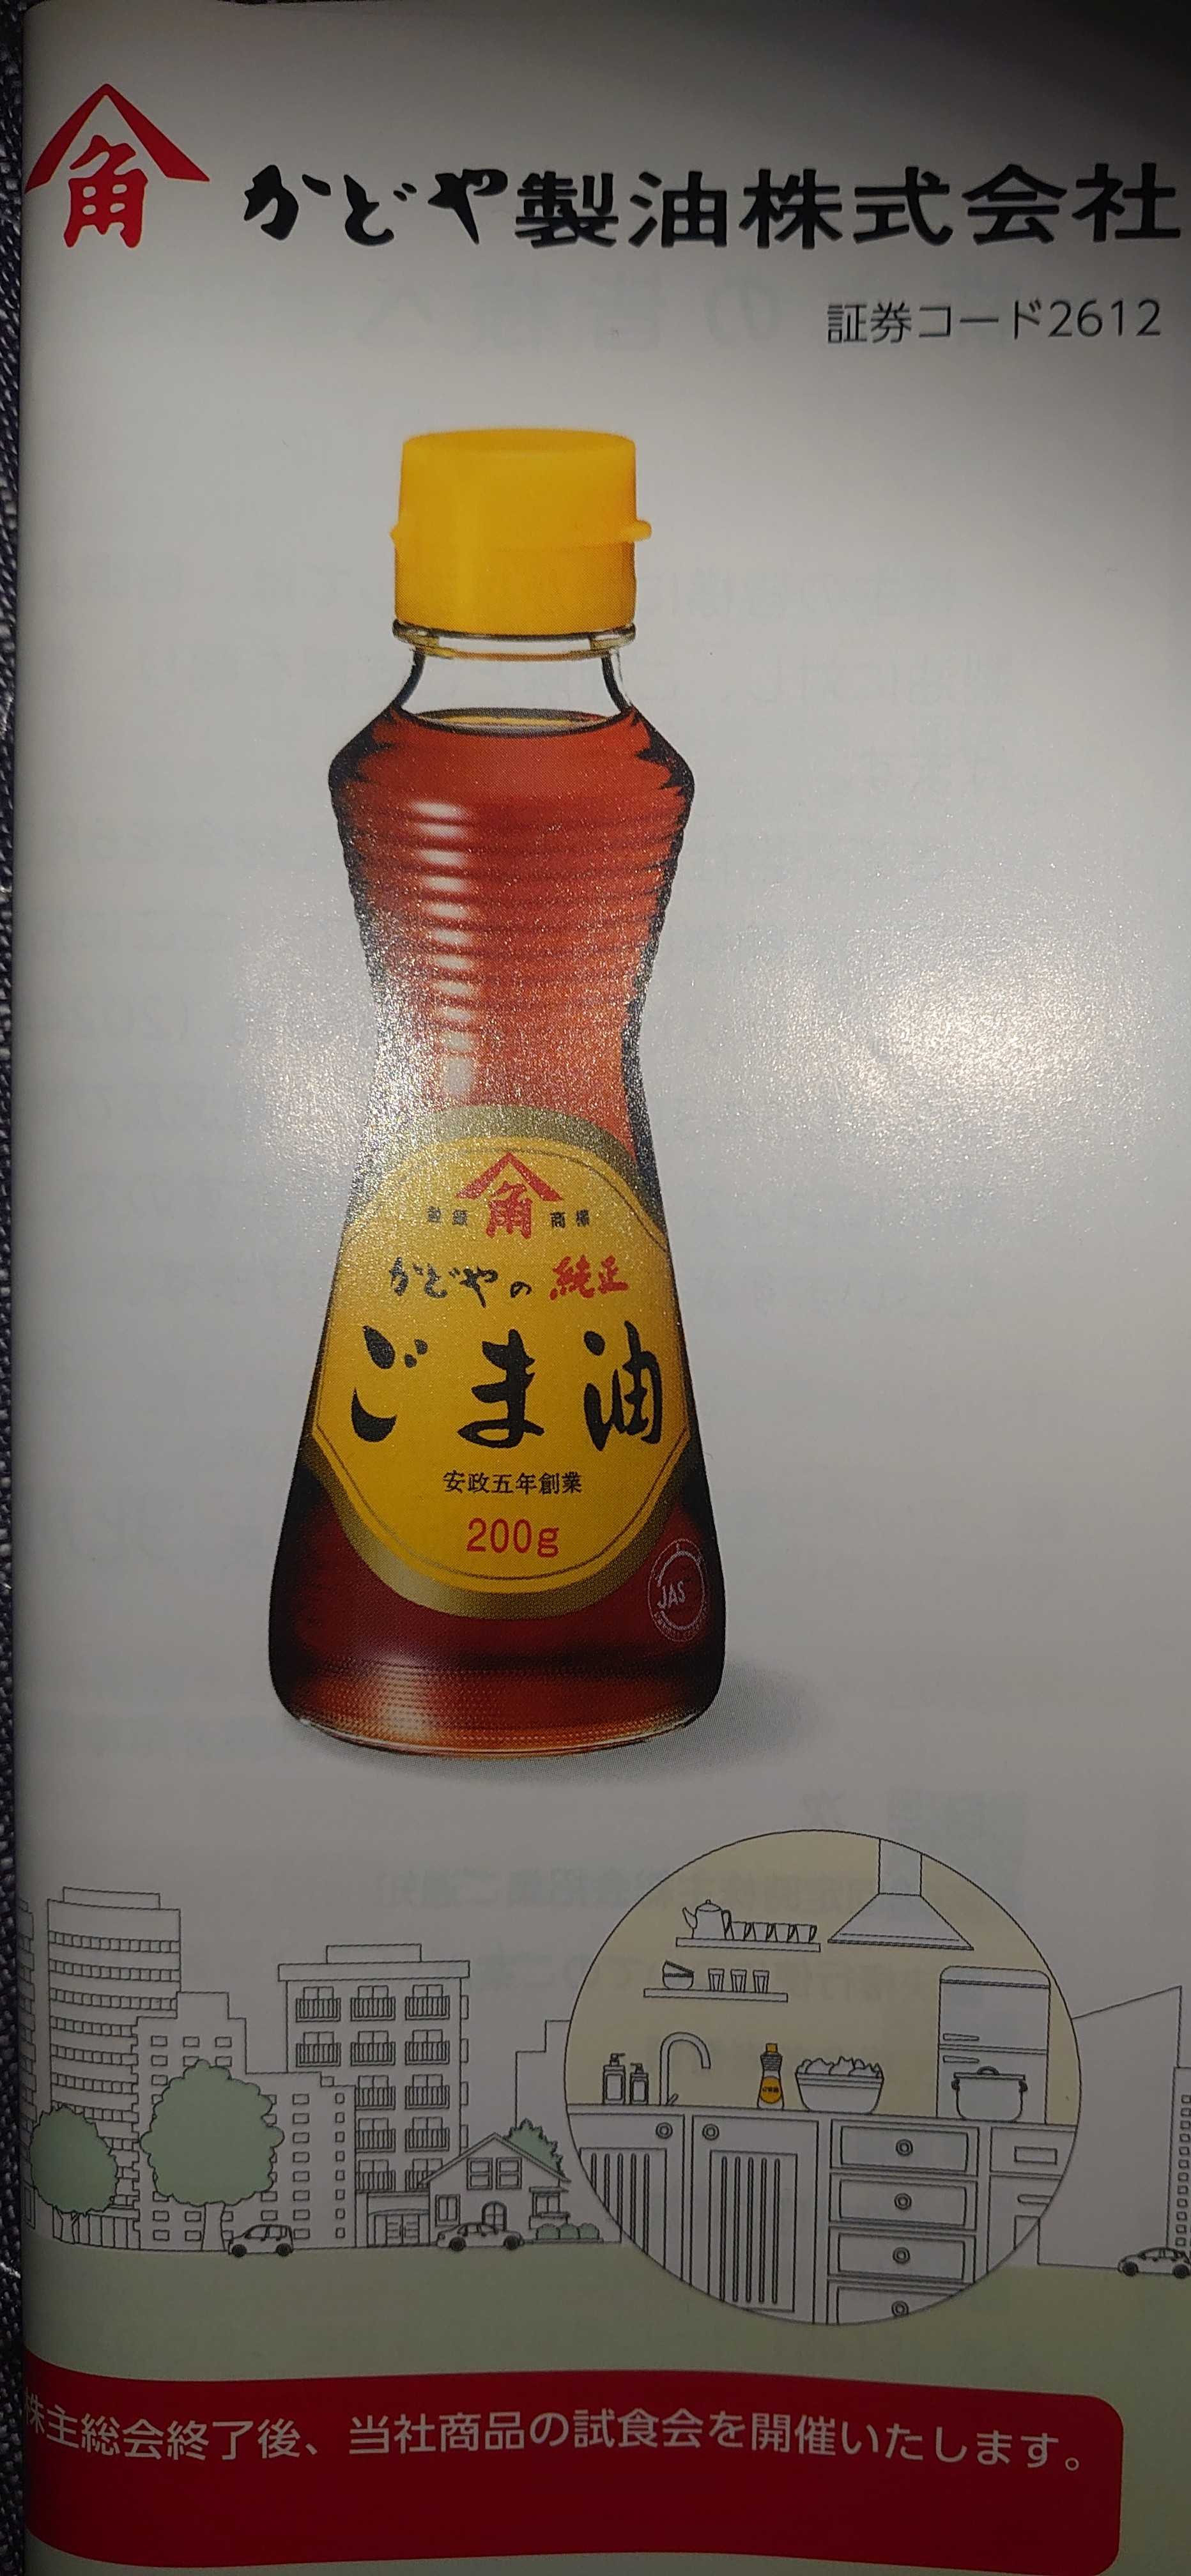 角
かどや製油株式会社
証券コード2612
角
登録 商標
かどやの 純正
ごま油
安政五年創業
200g
JAS
株主総会終了後、当社商品の試食会を開催いたします。